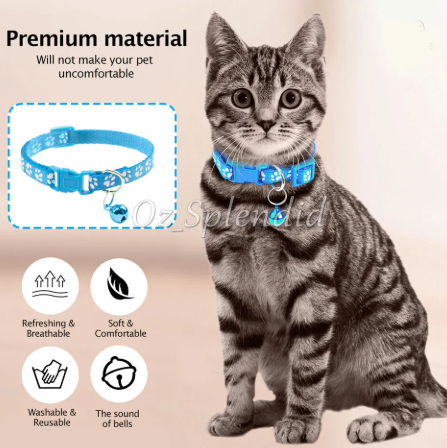 Premium material
Will not make your pet
uncomfortable
Oz_Splendid
Refreshing &
Breathable
Soft &
Comfortable
Washable &
Reusable
The sound
of bells